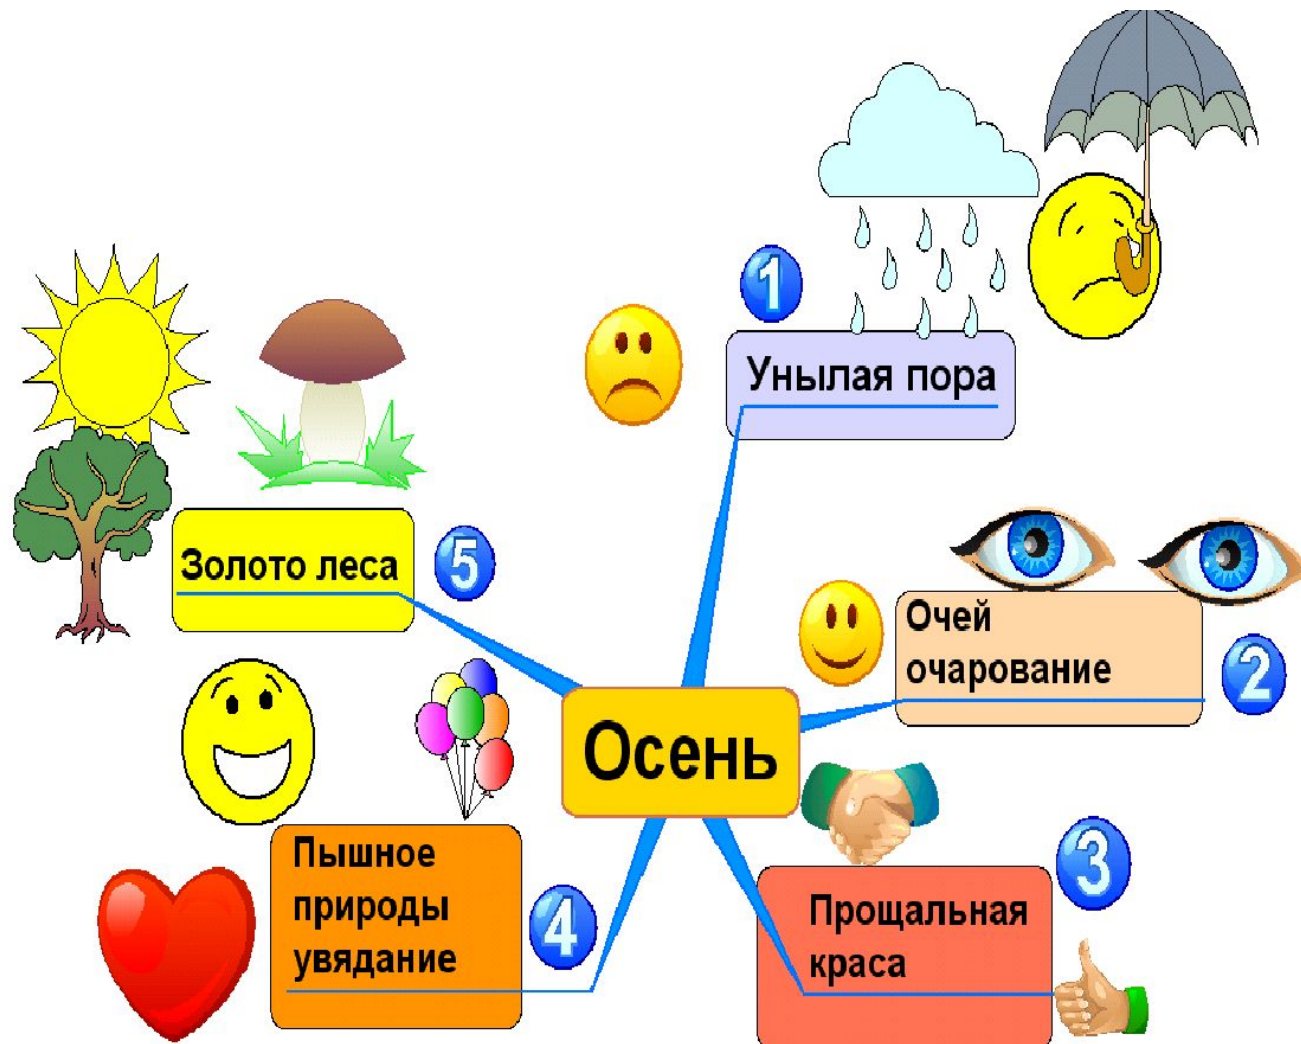 Осень
1
Унылая пора
Очей
очарование
2
3
Прощальная
краса
Пышное
природы
увядание
4
Золото леса
5